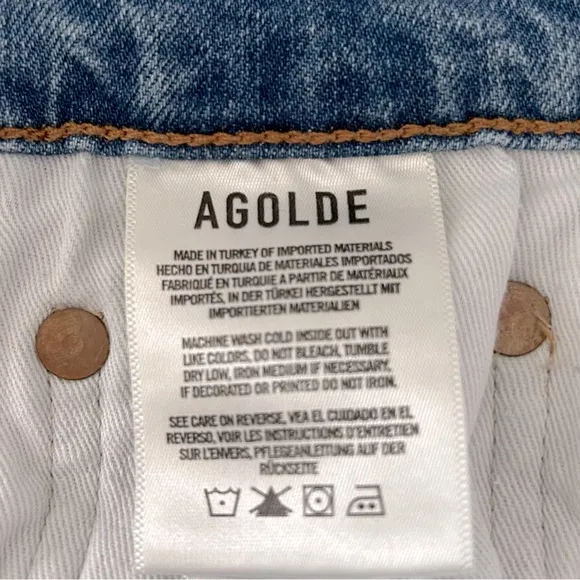 AGOLDE
MADE IN TURKEY OF IMPORTED MATERIALS
HECHO EN TURQUIA DE MATERIALES IMPORTADOS
FABRIQUÉ EN TURQUIE A PARTIR DE MATÉRIAUX
IMPORTÉS, IN DER TÜRKEI HERGESTELLT MIT
IMPORTIERTEN MATERIALIEN
MACHINE WASH COLD INSIDE OUT WITH
LIKE COLORS, DO NOT BLEACH, TUMBLE
DRY LOW, IRON MEDIUM IF NECESSARY.
IF DECORATED OR PRINTED DO NOT IRON.
SEE CARE ON REVERSE, VEA EL CUIDADO EN EL
REVERSO, VOIR LES INSTRUCTIONS D'ENTRETIEN
SUR L'ENVERS, PFLEGEANLEITUNG AUF DER
RÜCKSEITE